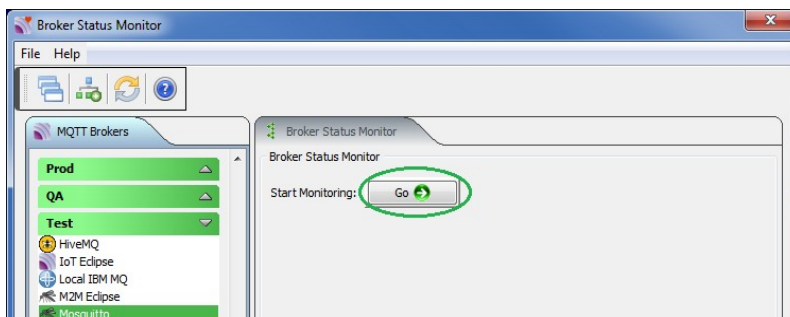 Broker Status Monitor
File Help
MQTT Brokers
Broker Status Monitor
Prod
QA
Test
HiveMQ
IoT Eclipse
Local IBM MQ
M2M Eclipse
Mosquitto
Broker Status Monitor
Start Monitoring: Go